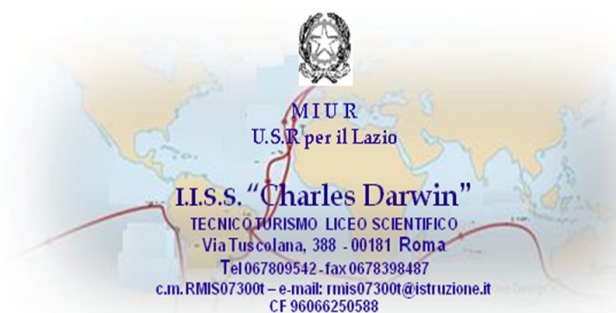 MIUR
U.S.R per il Lazio
I.I.S.S. “Charles Darwin”
TECNICO TURISMO LICEO SCIENTIFICO
Via Tuscolana, 388 - 00181 Roma
Tel 067809542 - fax 0678398487
c.m. RMIS07300t – e-mail: rmis07300t@istruzione.it
CF 96066250588